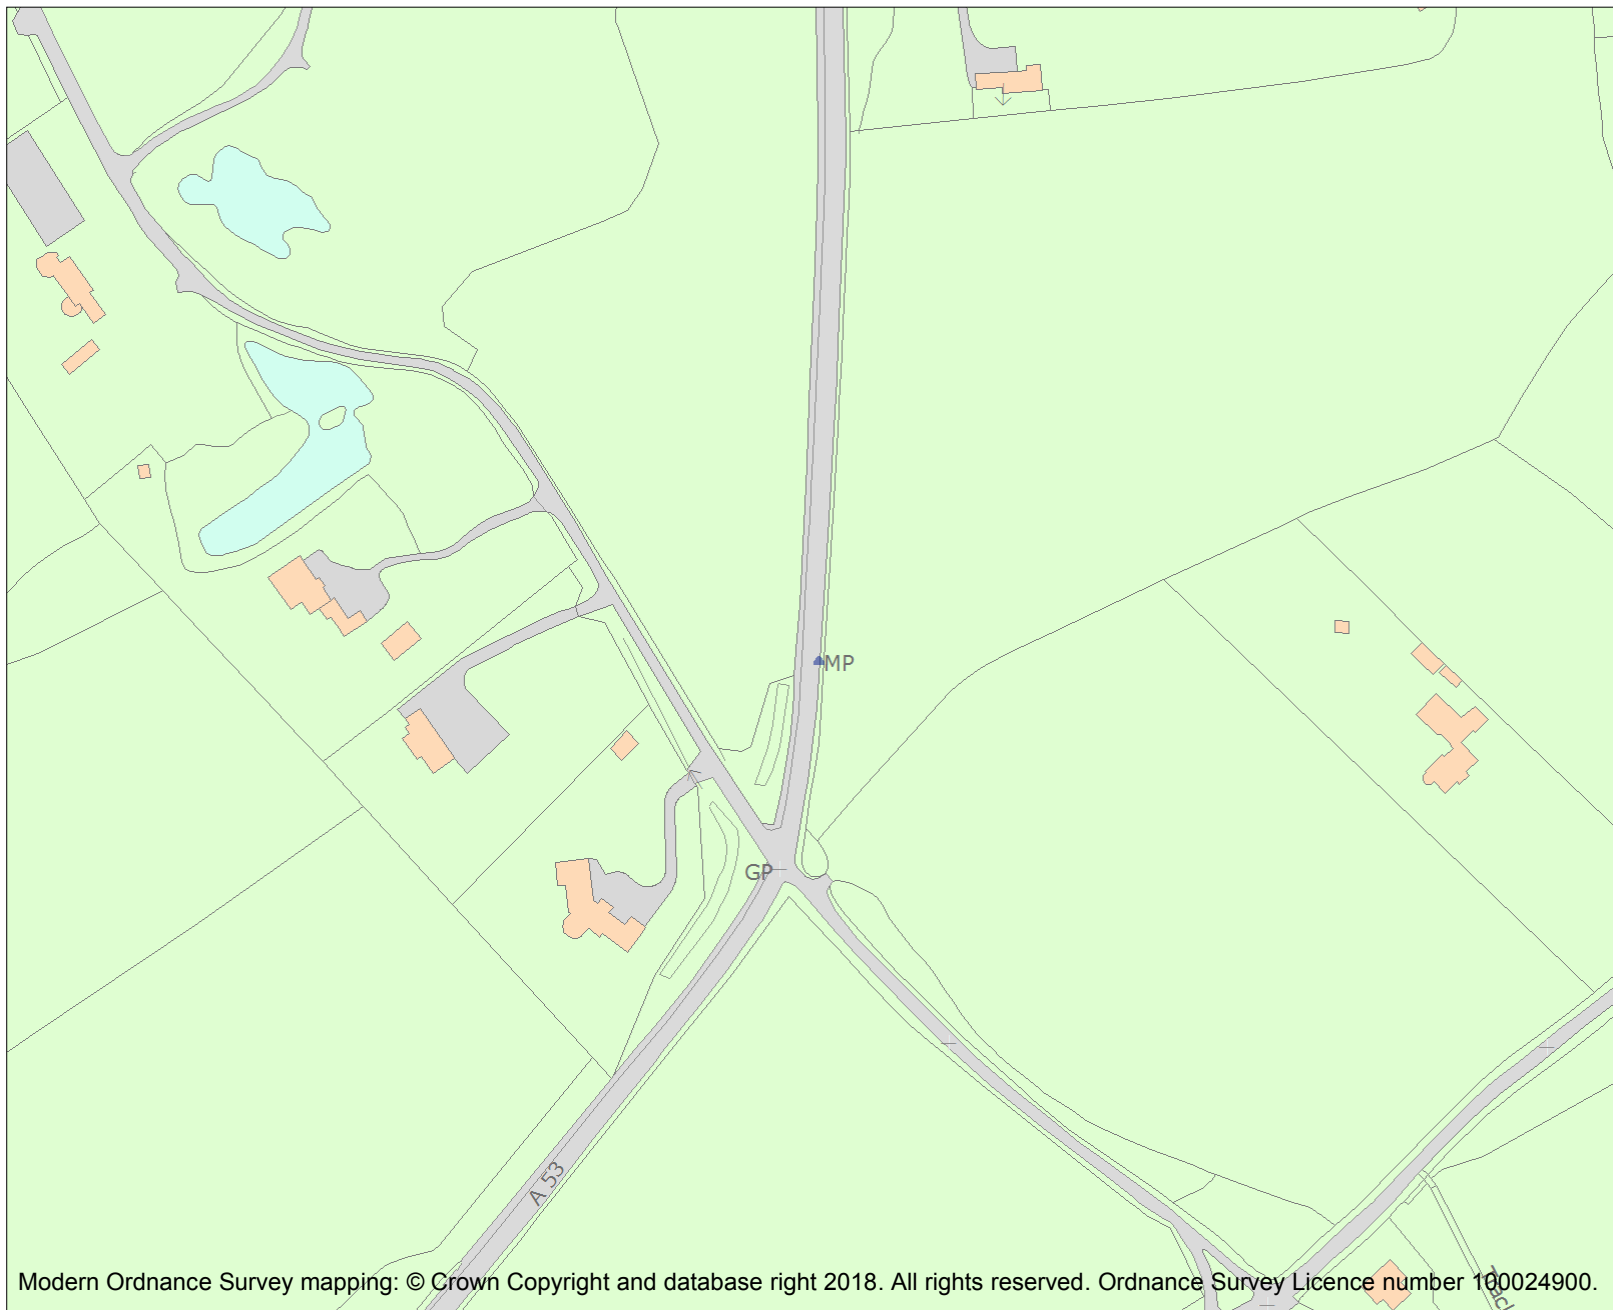 MP
GP
A 53
Modern Ordnance Survey mapping: © Crown Copyright and database right 2018. All rights reserved. Ordnance Survey Licence number 100024900.